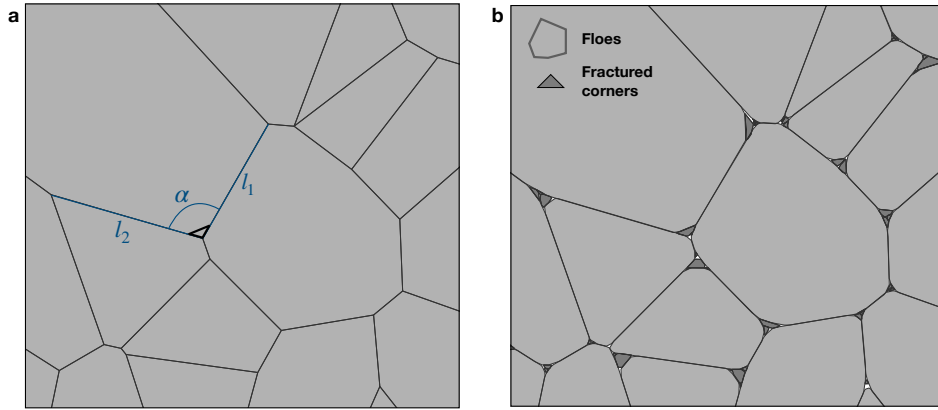 a
α
l₁
l₂
b
Floes
Fractured
corners